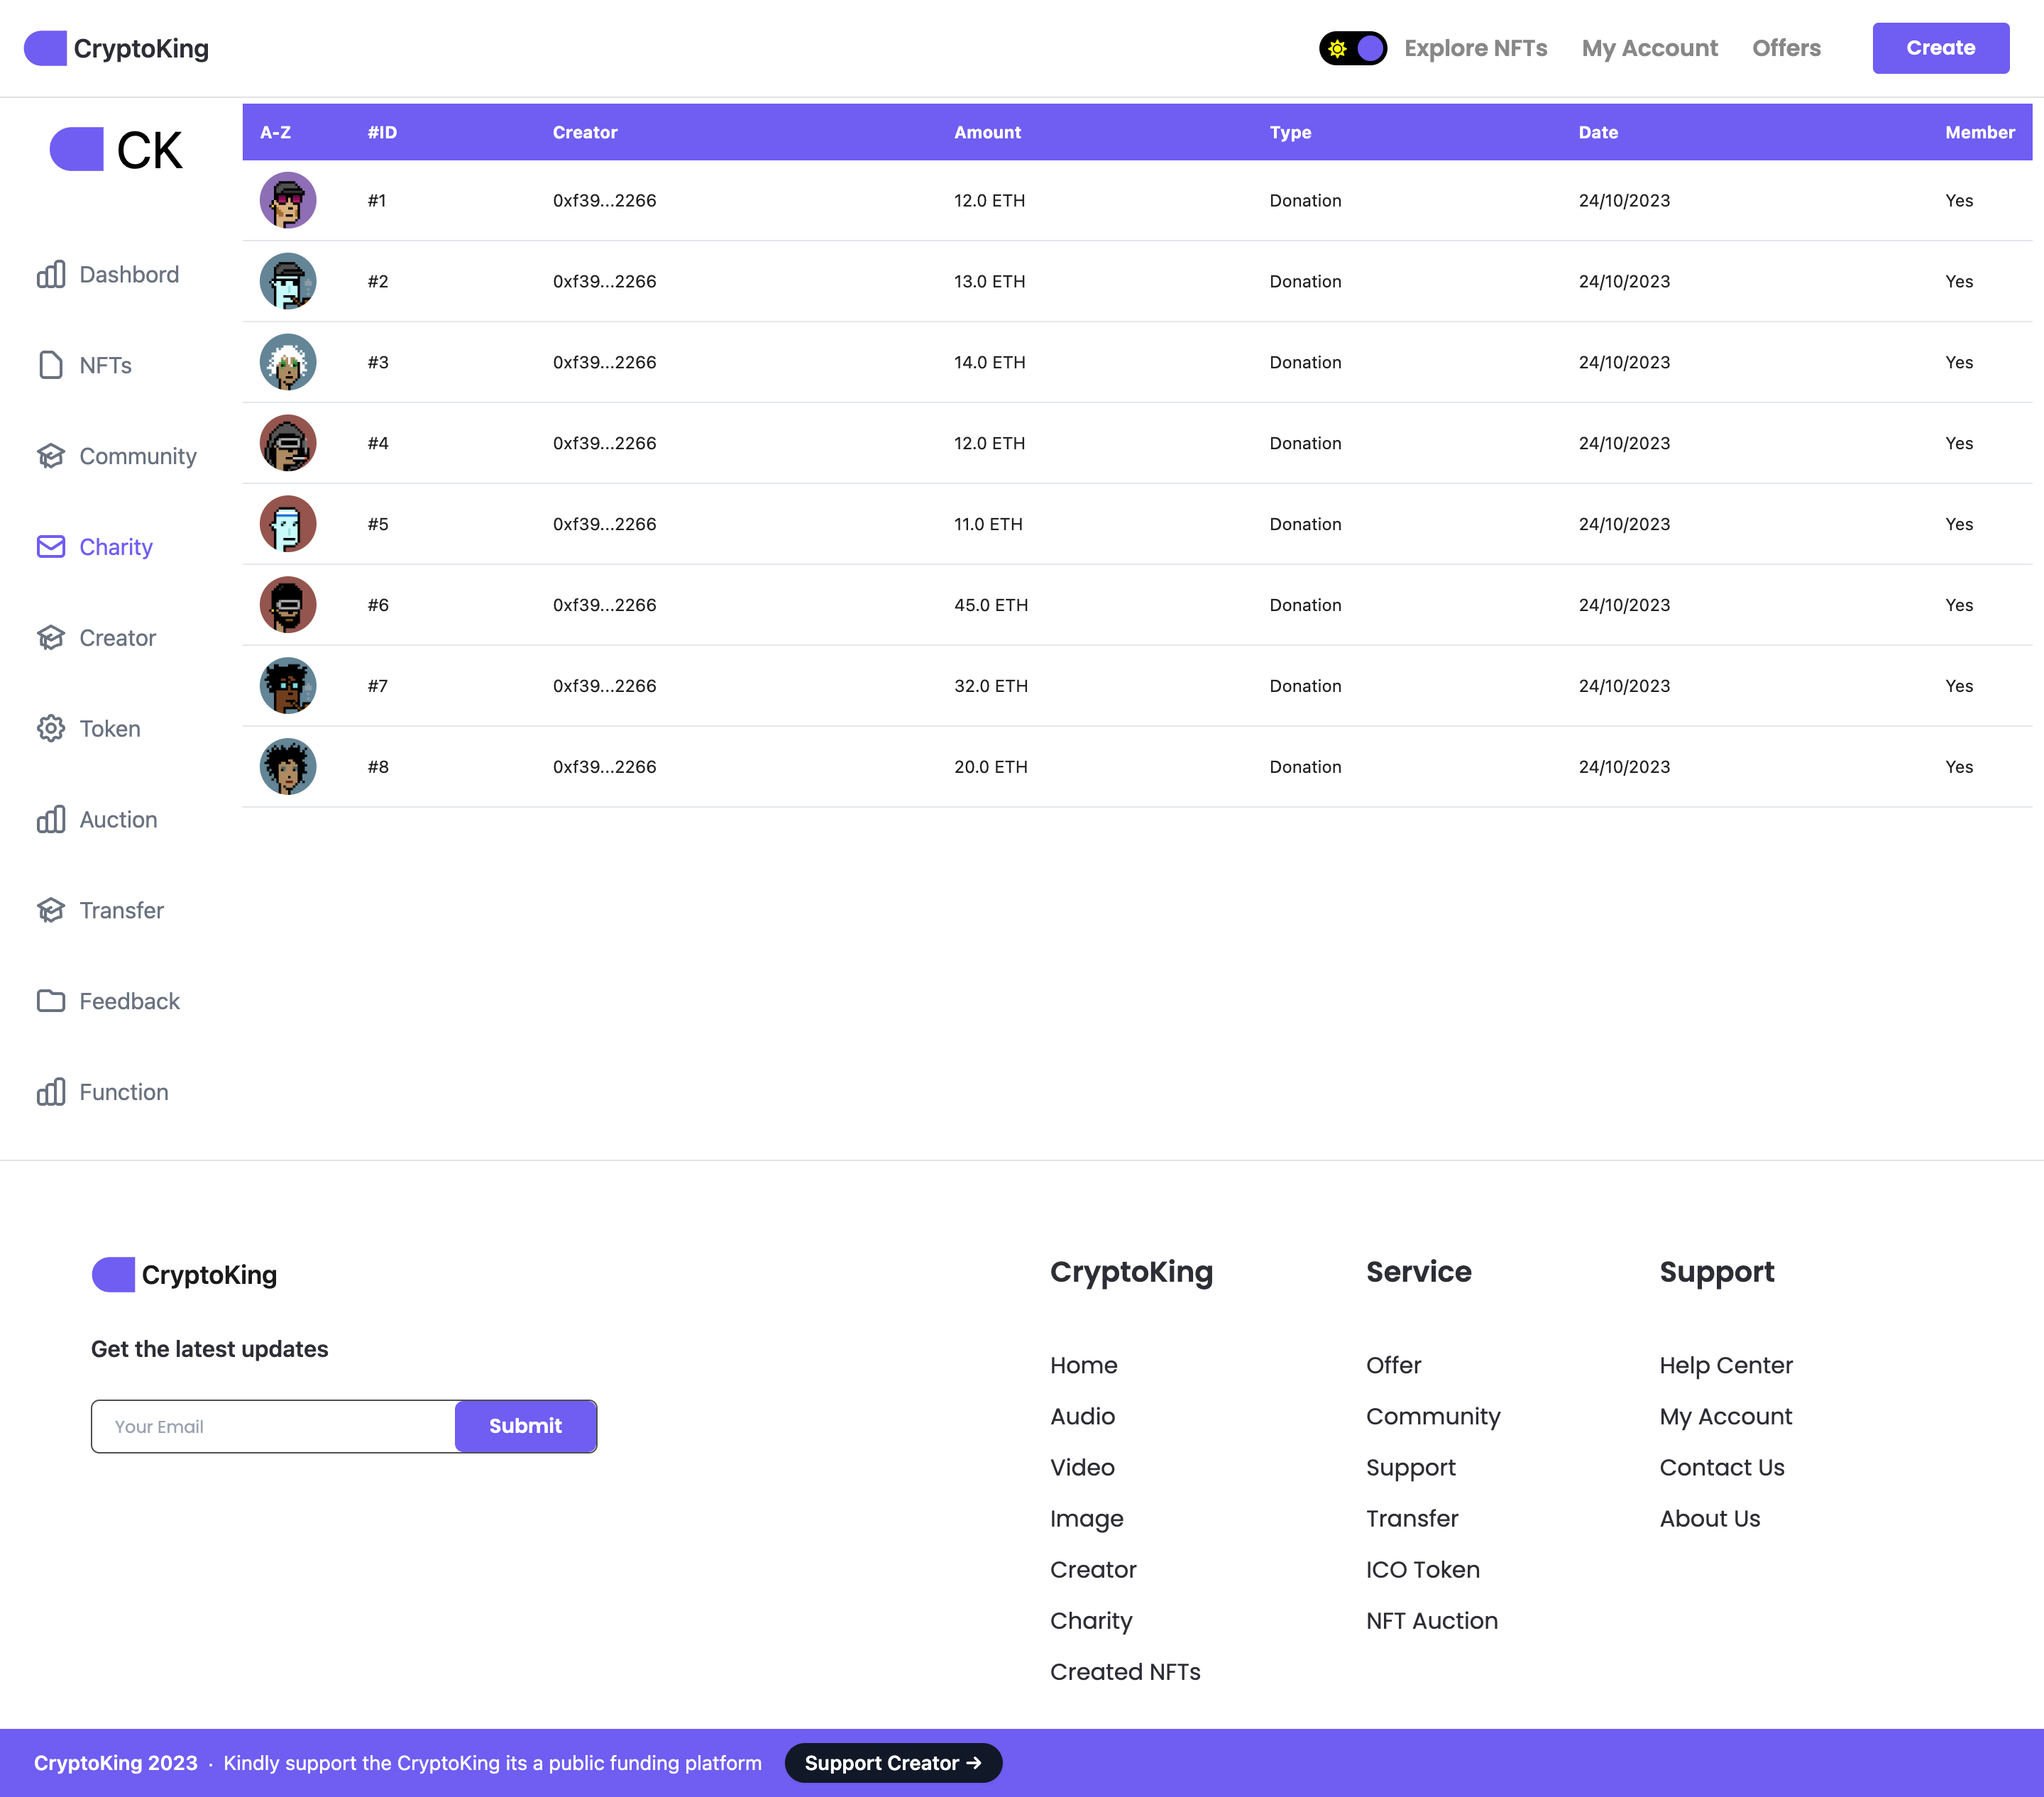 CryptoKing
Explore NFTs My Account Offers Create
CK
Dashbord
NFTs
Community
Charity
Creator
Token
Auction
Transfer
Feedback
Function
A-Z #ID Creator Amount Type Date Member
#1 0xf39...2266 12.0 ETH Donation 24/10/2023 Yes
#2 0xf39...2266 13.0 ETH Donation 24/10/2023 Yes
#3 0xf39...2266 14.0 ETH Donation 24/10/2023 Yes
#4 0xf39...2266 12.0 ETH Donation 24/10/2023 Yes
#5 0xf39...2266 11.0 ETH Donation 24/10/2023 Yes
#6 0xf39...2266 45.0 ETH Donation 24/10/2023 Yes
#7 0xf39...2266 32.0 ETH Donation 24/10/2023 Yes
#8 0xf39...2266 20.0 ETH Donation 24/10/2023 Yes
CryptoKing
Get the latest updates
Your Email Submit
CryptoKing
Home
Audio
Video
Image
Creator
Charity
Created NFTs
Service
Offer
Community
Support
Transfer
ICO Token
NFT Auction
Support
Help Center
My Account
Contact Us
About Us
CryptoKing 2023 · Kindly support the CryptoKing its a public funding platform Support Creator →